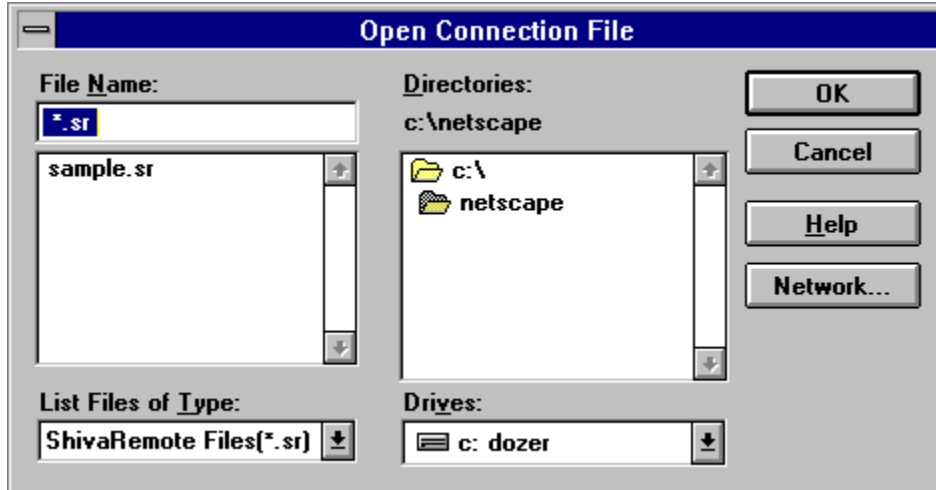 Open Connection File
File Name:
*.sr
sample.sr
List Files of Type:
ShivaRemote Files(*.sr)
Directories:
c:\netscape
c:\
netscape
Drives:
c: dozer
OK
Cancel
Help
Network...